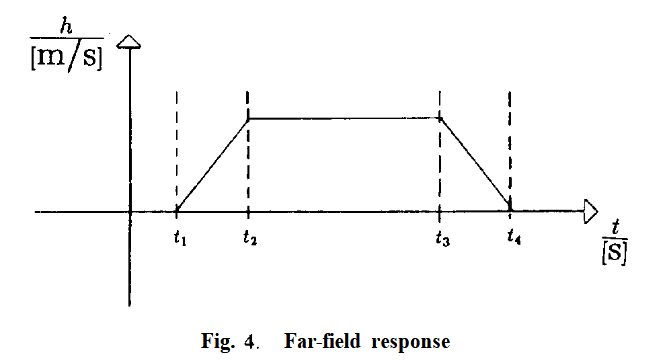 h
[m/s]
t₁ t₂ t₃ t₄
t
[S]
Fig. 4. Far-field response